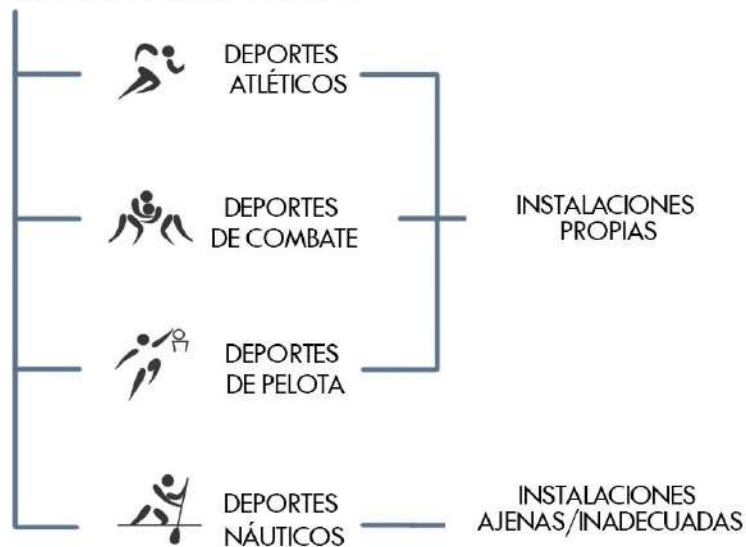 DEPORTES
ATLÉTICOS
DEPORTES
DE COMBATE
INSTALACIONES
PROPIAS
DEPORTES
DE PELOTA
DEPORTES
NÁUTICOS
INSTALACIONES
AJENAS/INADECUADAS